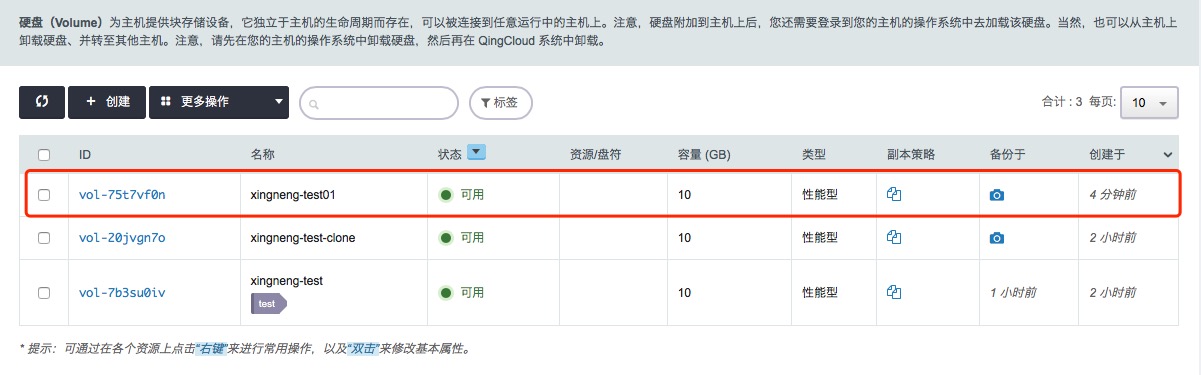 硬盘（Volume）为主机提供块存储设备，它独立于主机的生命周期而存在，可以被连接到任意运行中的主机上。注意，硬盘附加到主机上后，您还需要登录到您的主机的操作系统中去加载该硬盘。当然，也可以从主机上
卸载硬盘、并转至其他主机。注意，请先在您的主机的操作系统中卸载硬盘，然后再在 QingCloud 系统中卸载。
+ 创建 更多操作 标签 合计 : 3 每页: 10
ID 名称 状态 资源/盘符 容量 (GB) 类型 副本策略 备份于 创建于
vol-75t7vf0n xingneng-test01 可用 10 性能型 4 分钟前
vol-20jvgn7o xingneng-test-clone 可用 10 性能型 2 小时前
vol-7b3su0iv xingneng-test 可用 10 性能型 1 小时前 2 小时前
test
* 提示：可通过在各个资源上点击“右键”来进行常用操作，以及“双击”来修改基本属性。